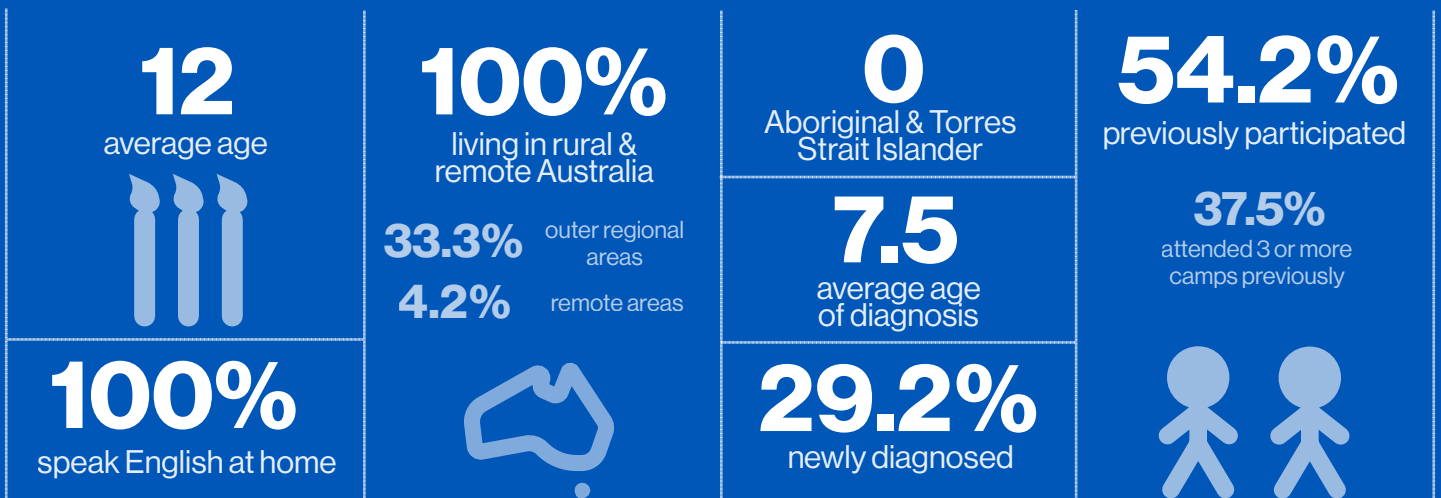 12
average age
100%
speak English at home
100%
living in rural &
remote Australia
33.3%
outer regional
areas
4.2%
remote areas
0
Aboriginal & Torres
Strait Islander
7.5
average age
of diagnosis
29.2%
newly diagnosed
54.2%
previously participated
37.5%
attended 3 or more
camps previously